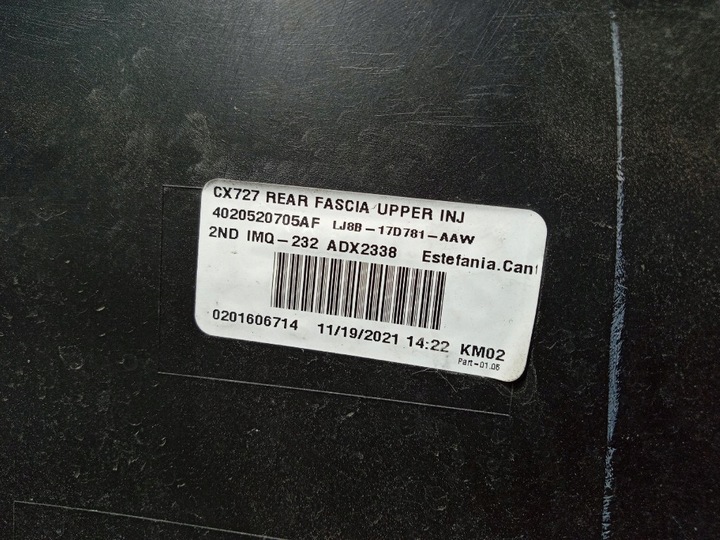 CX727 REAR FASCIA UPPER INJ
4020520705AF LJ8B-17D781-AAW
2ND IMQ-232 ADX2338 Estefania.Cant
0201606714 11/19/2021 14:22 KM02
Part-01.06